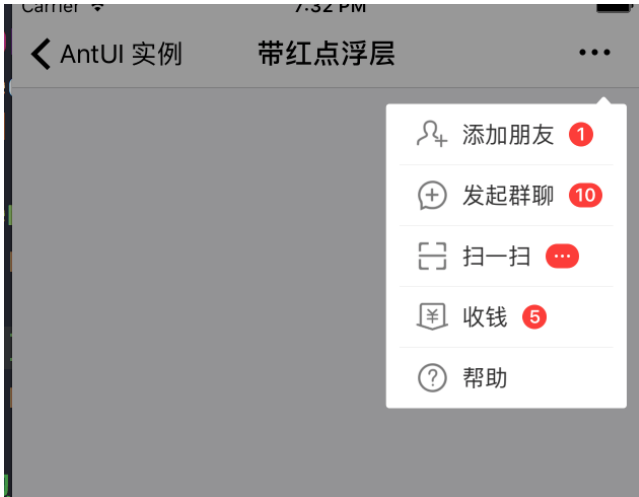 Carrier 7:32 PM
AntUI 实例 带红点浮层 •••
添加朋友 1
发起群聊 10
扫一扫 •••
收钱 5
帮助